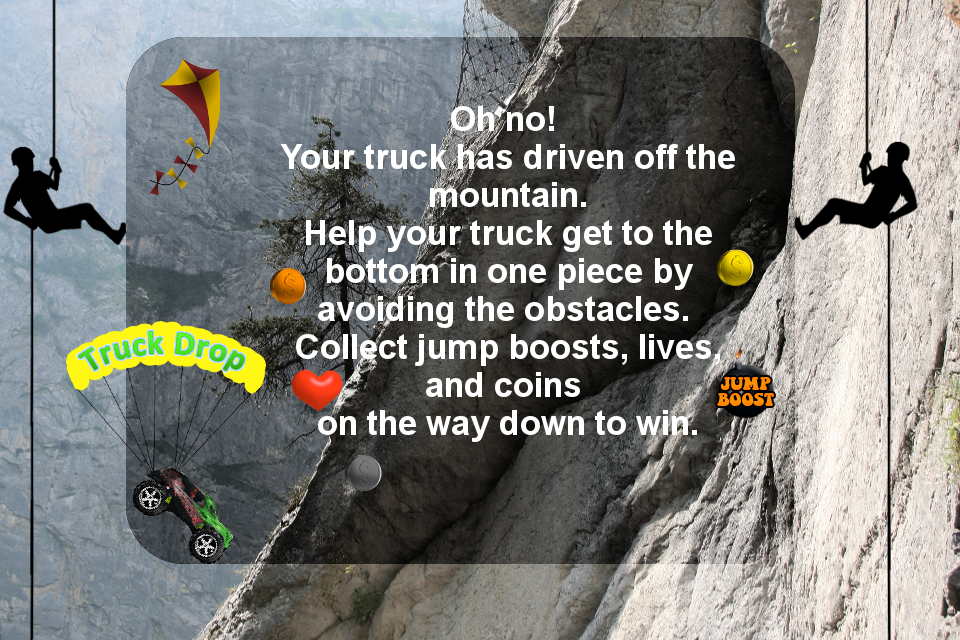 Oh no!
Your truck has driven off the
mountain.
Help your truck get to the
bottom in one piece by
avoiding the obstacles.
Collect jump boosts, lives,
and coins
on the way down to win.
Truck Drop
JUMP
BOOST